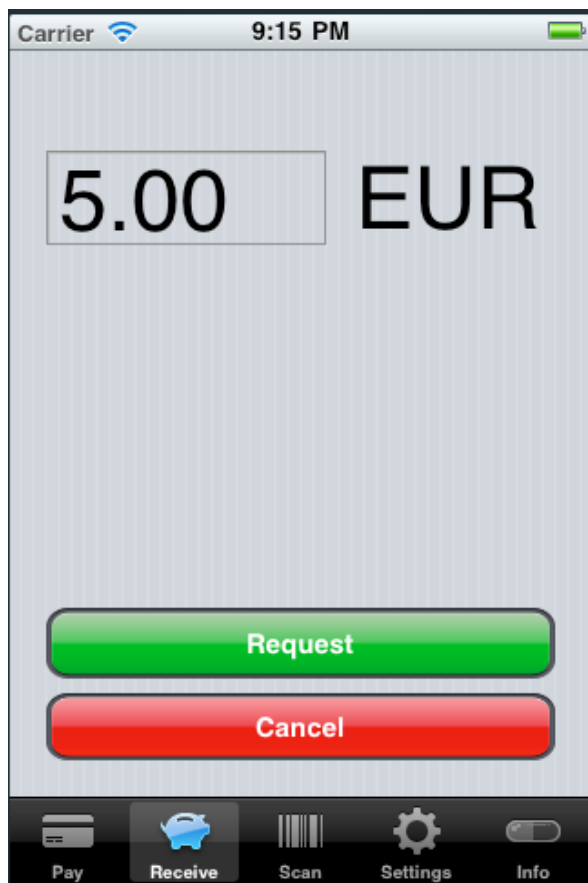 Carrier 9:15 PM
5.00 EUR
Request
Cancel
Pay Receive Scan Settings Info